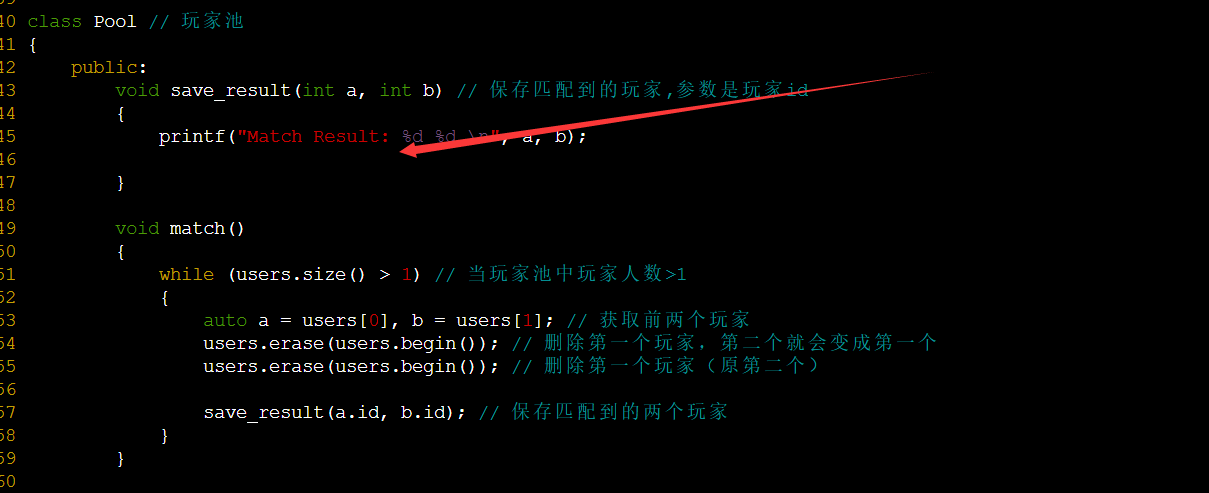 40 class Pool // 玩家池
41 {
42     public:
43         void save_result(int a, int b) // 保存匹配到的玩家,参数是玩家id
44         {
45             printf("Match Result: %d %d \n", a, b);
46
47         }
48
49         void match()
50         {
51             while (users.size() > 1) // 当玩家池中玩家人数>1
52             {
53                 auto a = users[0], b = users[1]; // 获取前两个玩家
54                 users.erase(users.begin()); // 删除第一个玩家，第二个就会变成第一个
55                 users.erase(users.begin()); // 删除第一个玩家（原第二个）
56
57                 save_result(a.id, b.id); // 保存匹配到的两个玩家
58             }
59         }
60